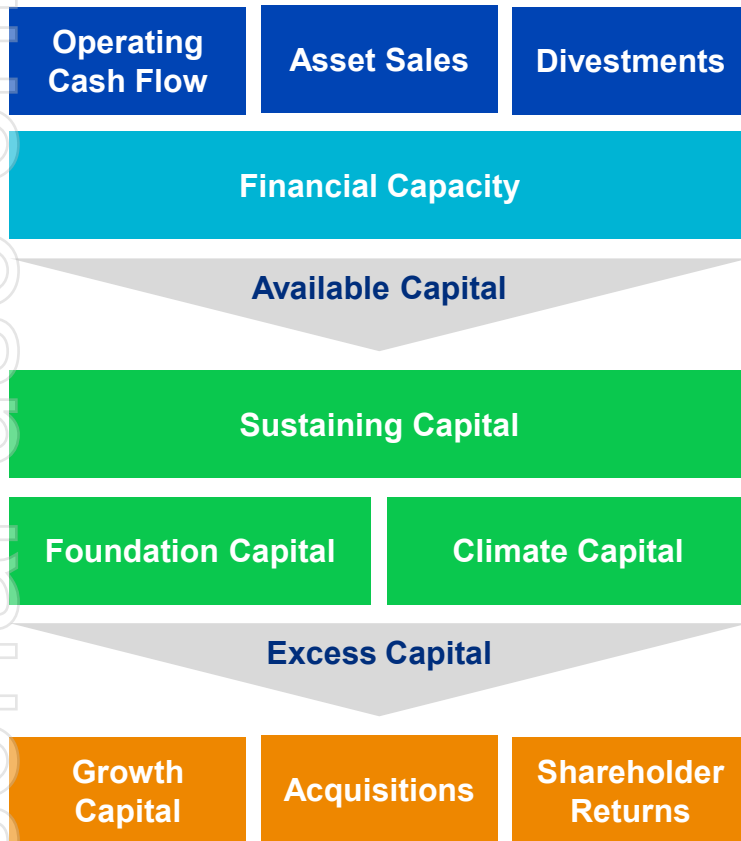 Operating
Cash Flow
Asset Sales
Divestments
Financial Capacity
Available Capital
Sustaining Capital
Foundation Capital
Climate Capital
Excess Capital
Growth
Capital
Acquisitions
Shareholder
Returns